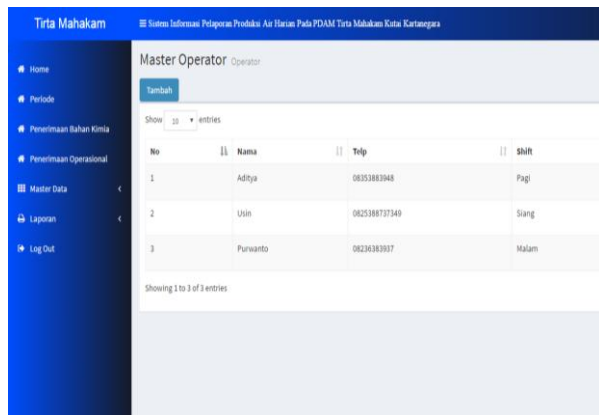 Tirta Mahakam
Sistem Informasi Pelaporan Produksi Air Harian Pada PDAM Tirta Mahakam Kutai Kartanegara
Home
Periode
Penerimaan Bahan Kimia
Penerimaan Operasional
Master Data
Laporan
Log Out
Master Operator Operator
Tambah
Show 10 entries
No Nama Telp Shift
1 Aditya 08353883948 Pagi
2 Usin 0825388737349 Siang
3 Purwanto 08236383937 Malam
Showing 1 to 3 of 3 entries